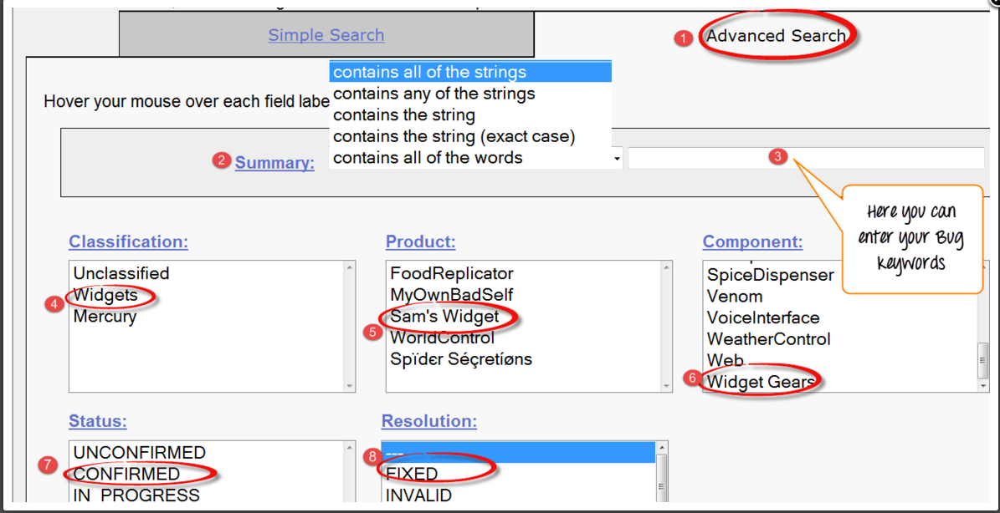 Simple Search
1 Advanced Search
contains all of the strings
contains any of the strings
Hover your mouse over each field labe
contains the string
contains the string (exact case)
contains all of the words
2 Summary:
3
Here you can
enter your Bug
keywords
Classification:
Unclassified
4 Widgets
Mercury
Product:
FoodReplicator
MyOwnBadSelf
Sam's Widget
5 WorldControl
Spïdєr Séçretíøns
Component:
SpiceDispenser
Venom
VoiceInterface
WeatherControl
Web
6 Widget Gears
Status:
UNCONFIRMED
7 CONFIRMED
IN_PROGRESS
Resolution:
---
8 FIXED
INVALID